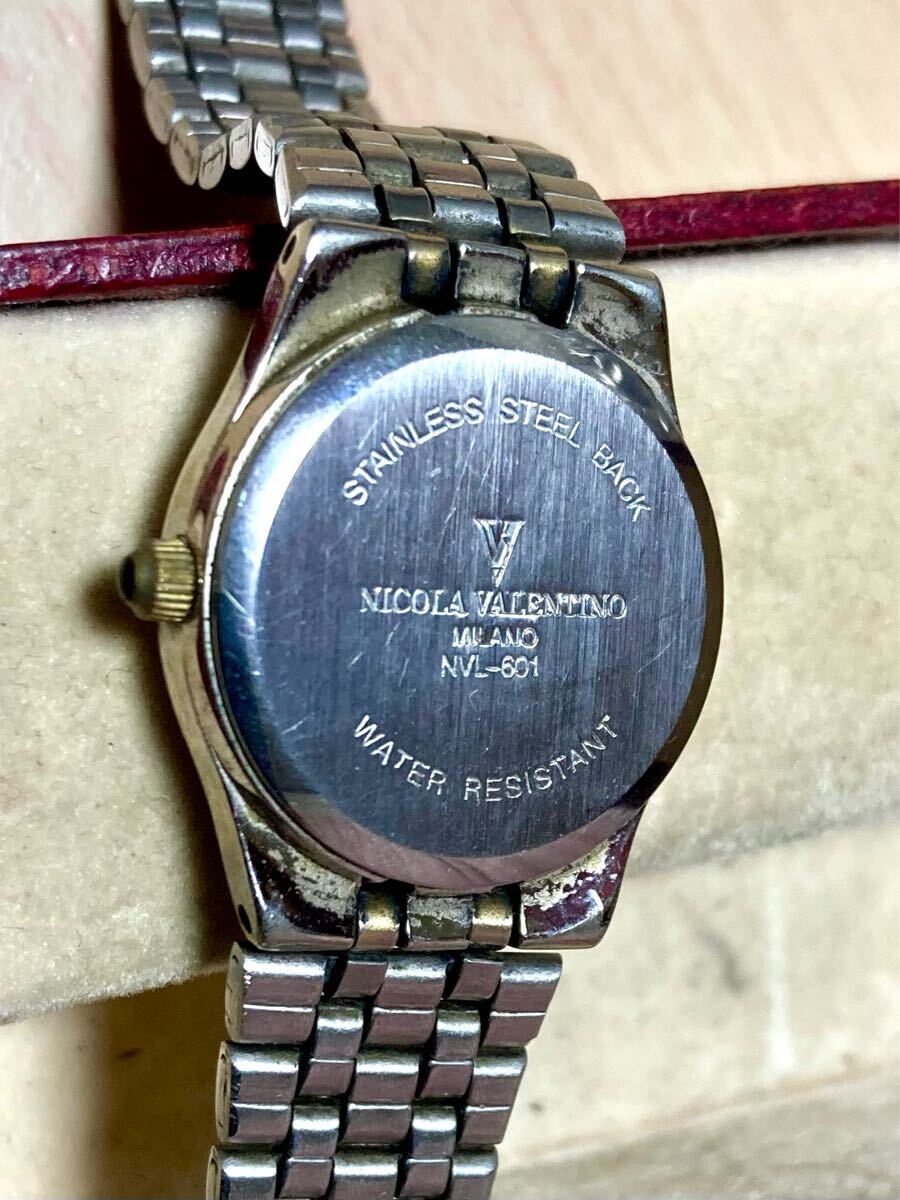 STAINLESS STEEL BACK
V
NICOLA VALENTINO
MILANO
NVL-601
WATER RESISTANT